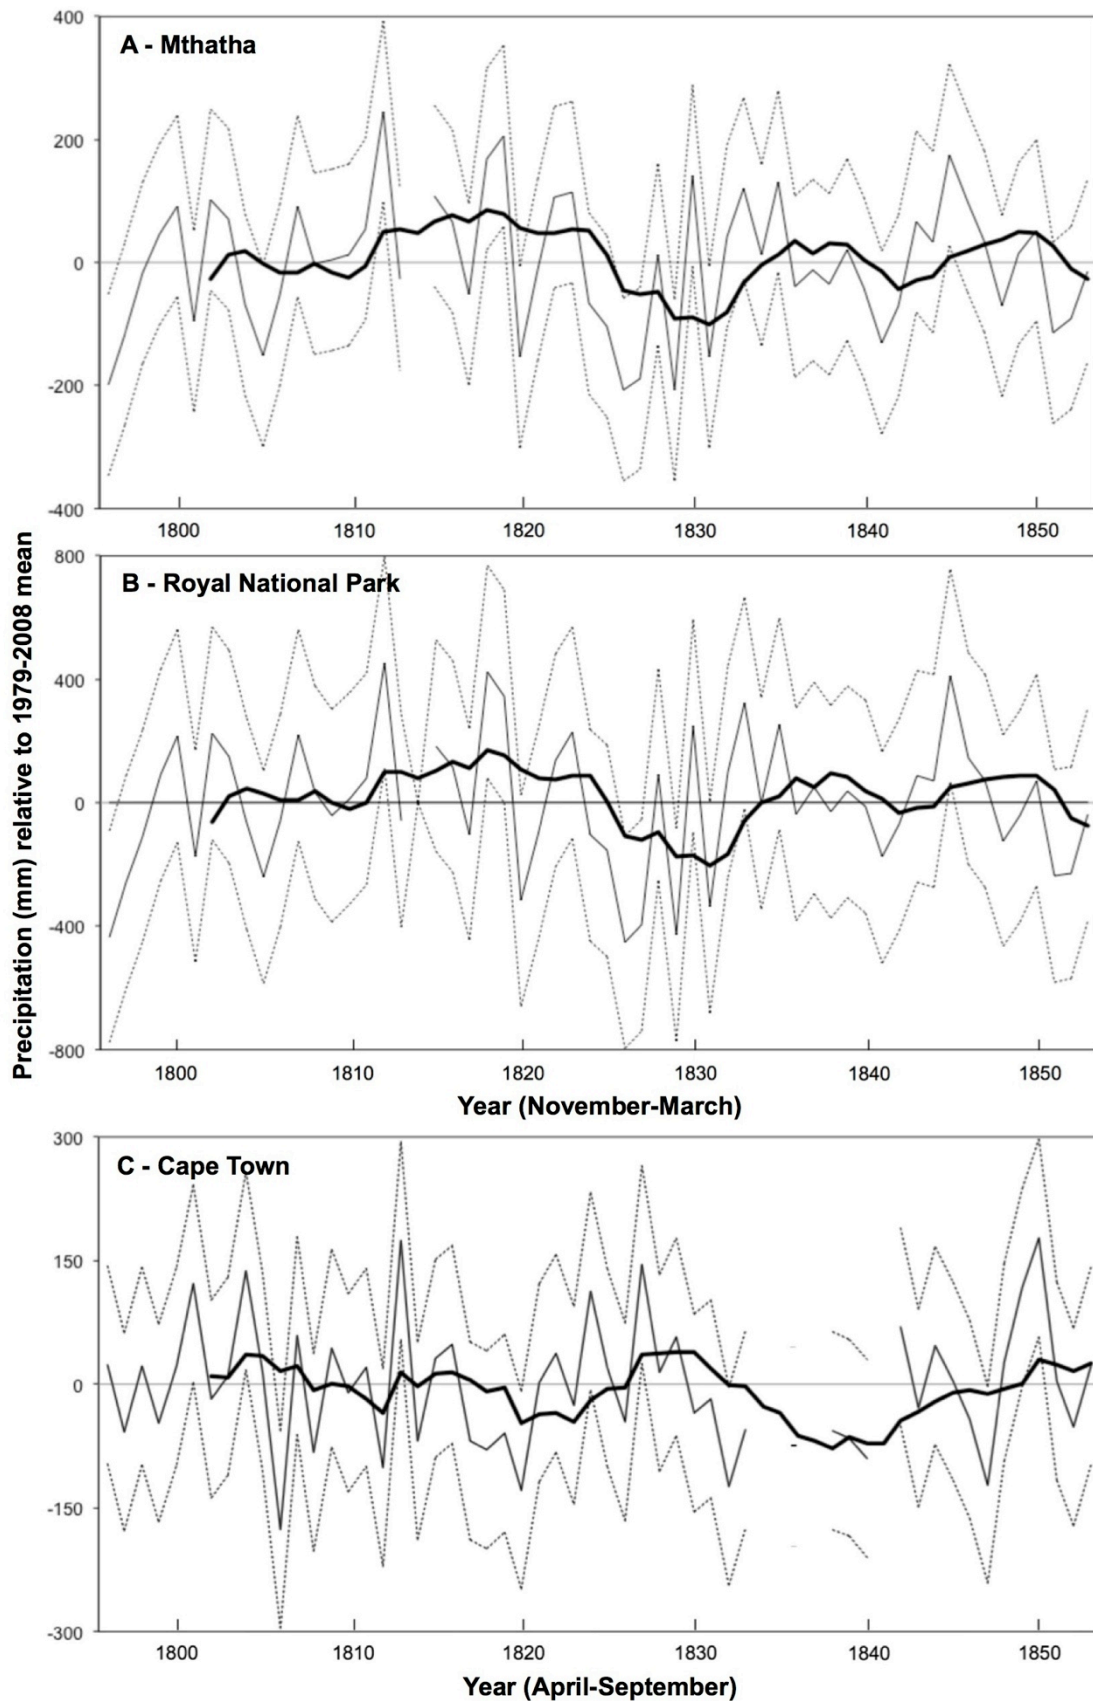 400
A - Mthatha
200
0
-200
-400
1800 1810 1820 1830 1840 1850
Precipitation (mm) relative to 1979-2008 mean
800
B - Royal National Park
400
0
-400
-800
1800 1810 1820 1830 1840 1850
Year (November-March)
300
C - Cape Town
150
0
-150
-300
1800 1810 1820 1830 1840 1850
Year (April-September)